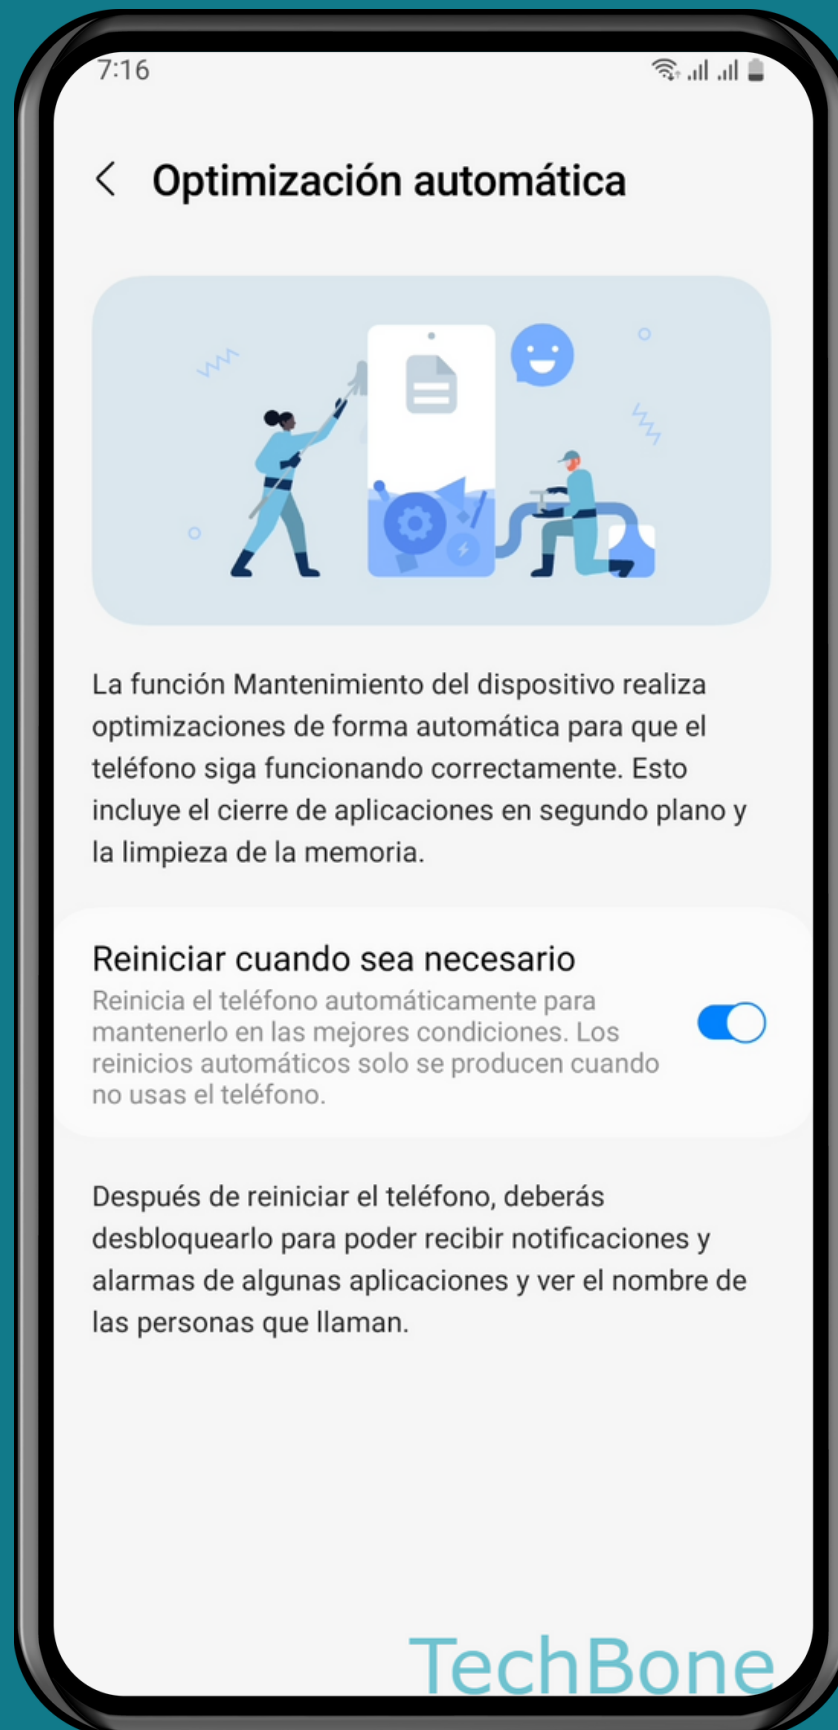 7:16
Optimización automática
La función Mantenimiento del dispositivo realiza
optimizaciones de forma automática para que el
teléfono siga funcionando correctamente. Esto
incluye el cierre de aplicaciones en segundo plano y
la limpieza de la memoria.
Reiniciar cuando sea necesario
Reinicia el teléfono automáticamente para
mantenerlo en las mejores condiciones. Los
reinicios automáticos solo se producen cuando
no usas el teléfono.
Después de reiniciar el teléfono, deberás
desbloquearlo para poder recibir notificaciones y
alarmas de algunas aplicaciones y ver el nombre de
las personas que llaman.
TechBone